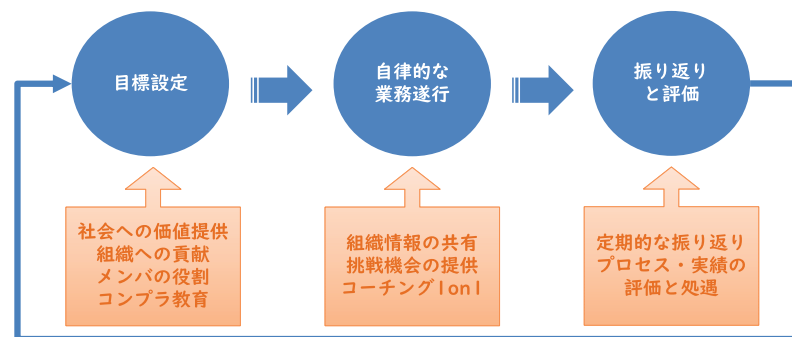 目標設定
自律的な
業務遂行
振り返り
と評価
社会への価値提供
組織への貢献
メンバの役割
コンプラ教育
組織情報の共有
挑戦機会の提供
コーチング1on1
定期的な振り返り
プロセス・実績の
評価と処遇